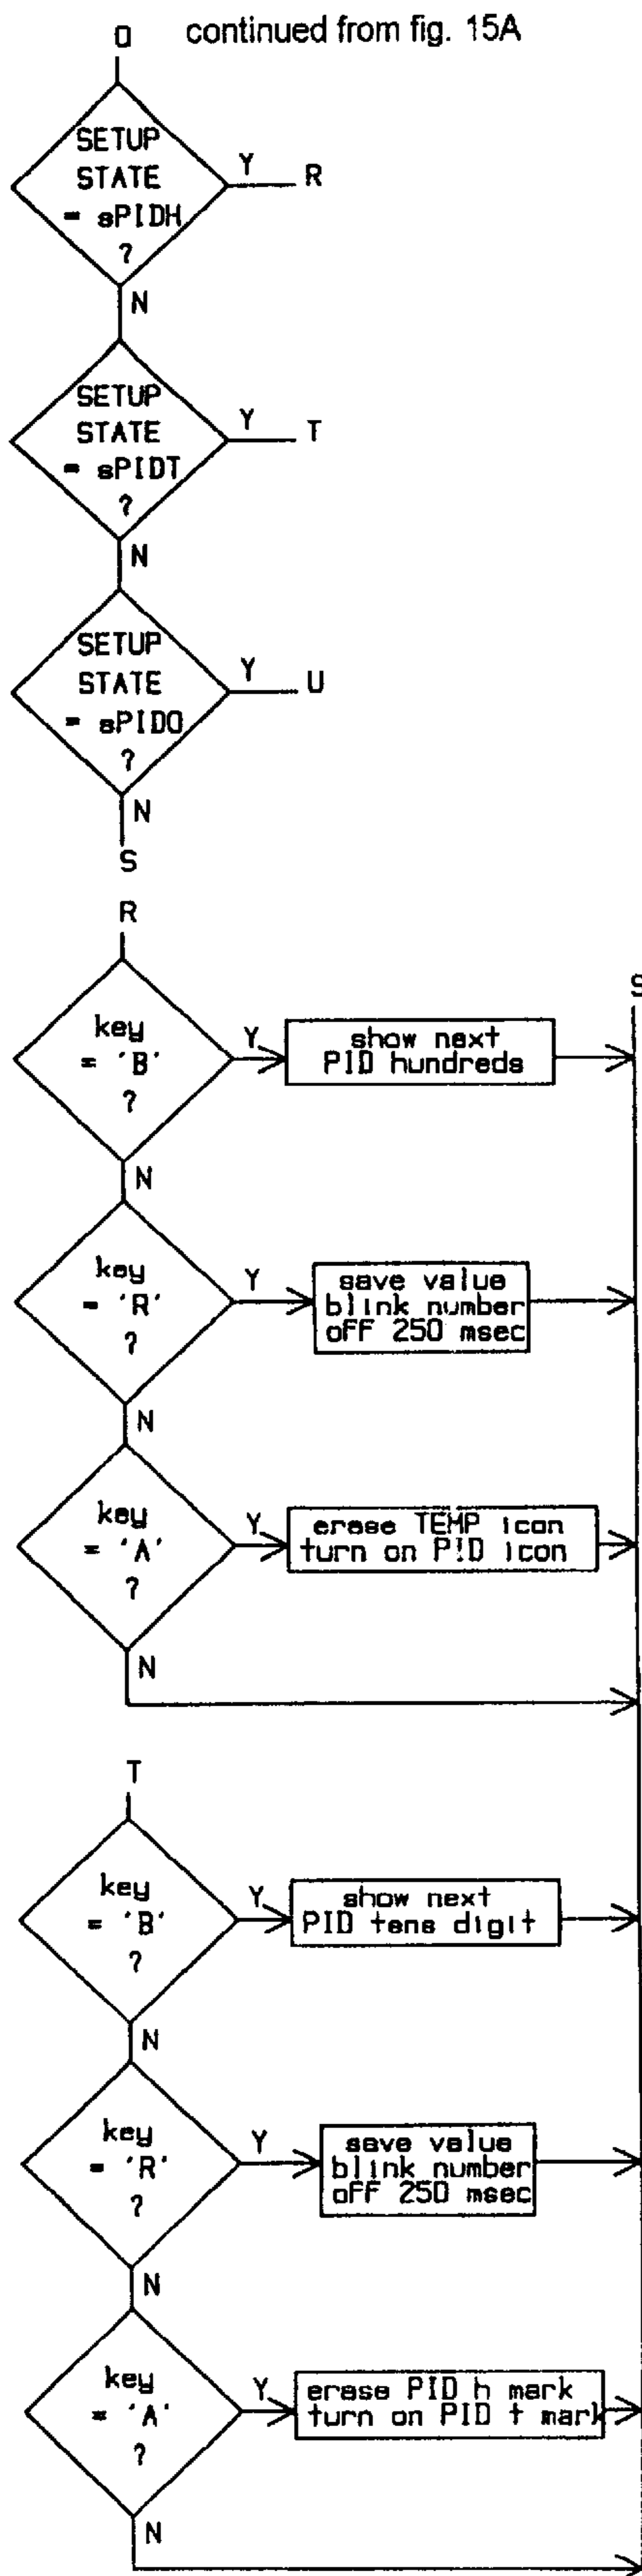 continued from fig. 15A
Q
SETUP
STATE
= sPIDH
?
Y
R
N
SETUP
STATE
= sPIDT
?
Y
T
N
SETUP
STATE
= sPIDO
?
Y
U
N
S
R
S
key
= 'B'
?
Y
show next
PID hundreds
N
key
= 'R'
?
Y
save value
blink number
off 250 msec
N
key
= 'A'
?
Y
erase TEMP icon
turn on PID icon
N
T
key
= 'B'
?
Y
show next
PID tens digit
N
key
= 'R'
?
Y
save value
blink number
off 250 msec
N
key
= 'A'
?
Y
erase PID h mark
turn on PID t mark
N